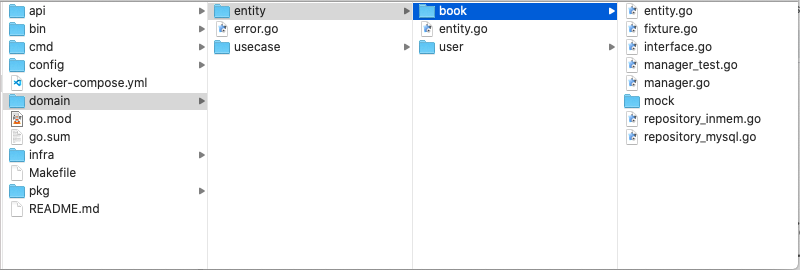 api
bin
cmd
config
docker-compose.yml
domain
go.mod
go.sum
infra
Makefile
pkg
README.md
entity
error.go
usecase
book
entity.go
user
entity.go
fixture.go
interface.go
manager_test.go
manager.go
mock
repository_inmem.go
repository_mysql.go